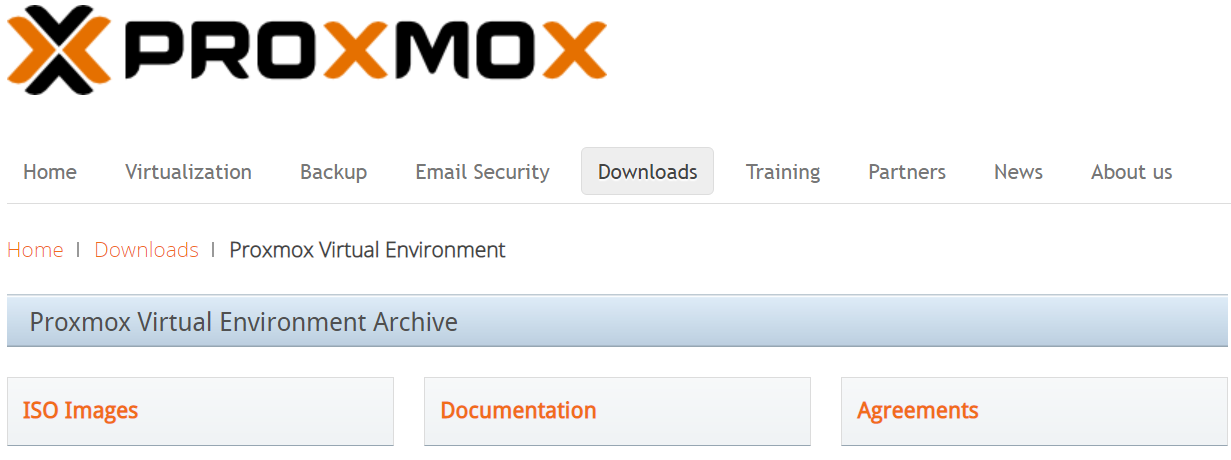 PROXMOX
Home Virtualization Backup Email Security Downloads Training Partners News About us
Home | Downloads | Proxmox Virtual Environment
Proxmox Virtual Environment Archive
ISO Images Documentation Agreements